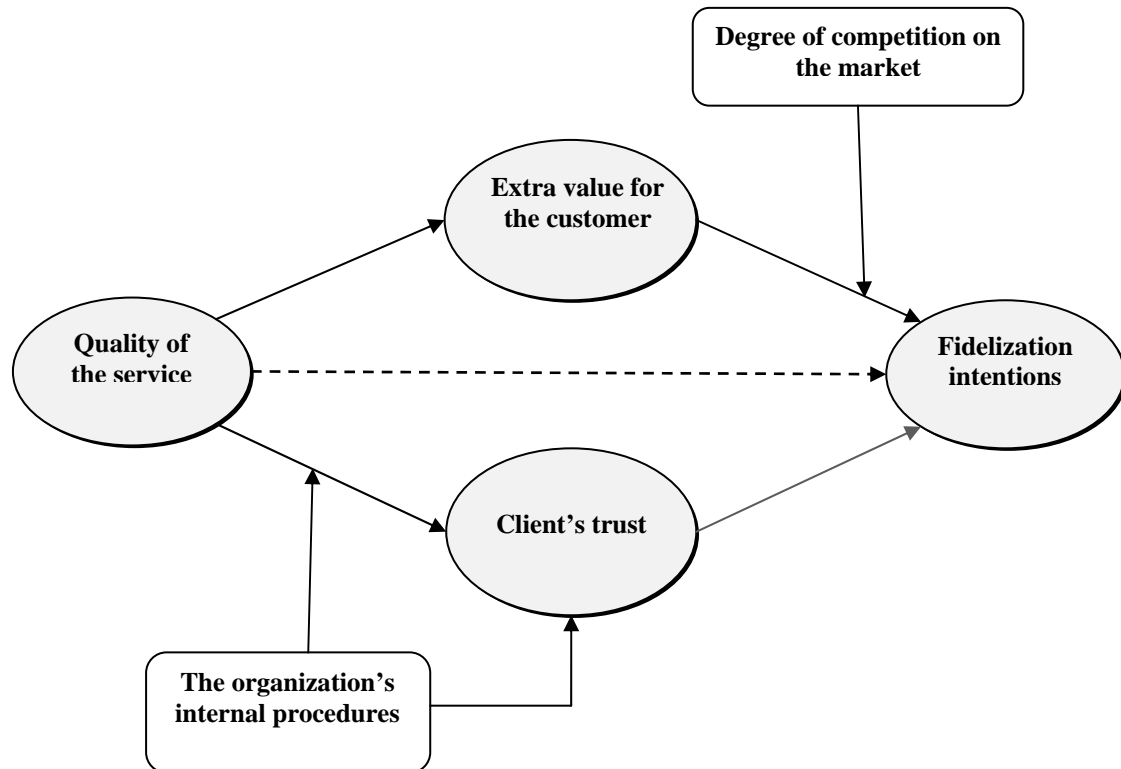 Degree of competition on
the market
Extra value for
the customer
Quality of
the service
Fidelization
intentions
Client’s trust
The organization’s
internal procedures